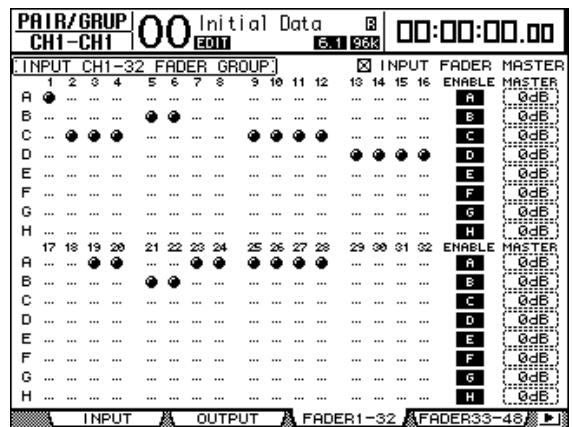 PAIR/GRUP 00 Initial Data R 00:00:00.00
CH1-CH1 EDIT 6.1 96k
INPUT CH1-32 FADER GROUP INPUT FADER MASTER
1 2 3 4 5 6 7 8 9 10 11 12 13 14 15 16 ENABLE MASTER
A A 0dB
B B 0dB
C C 0dB
D D 0dB
E E 0dB
F F 0dB
G G 0dB
H H 0dB
17 18 19 20 21 22 23 24 25 26 27 28 29 30 31 32 ENABLE MASTER
A A 0dB
B B 0dB
C C 0dB
D D 0dB
E E 0dB
F F 0dB
G G 0dB
H H 0dB
INPUT OUTPUT FADER1-32 FADER33-48